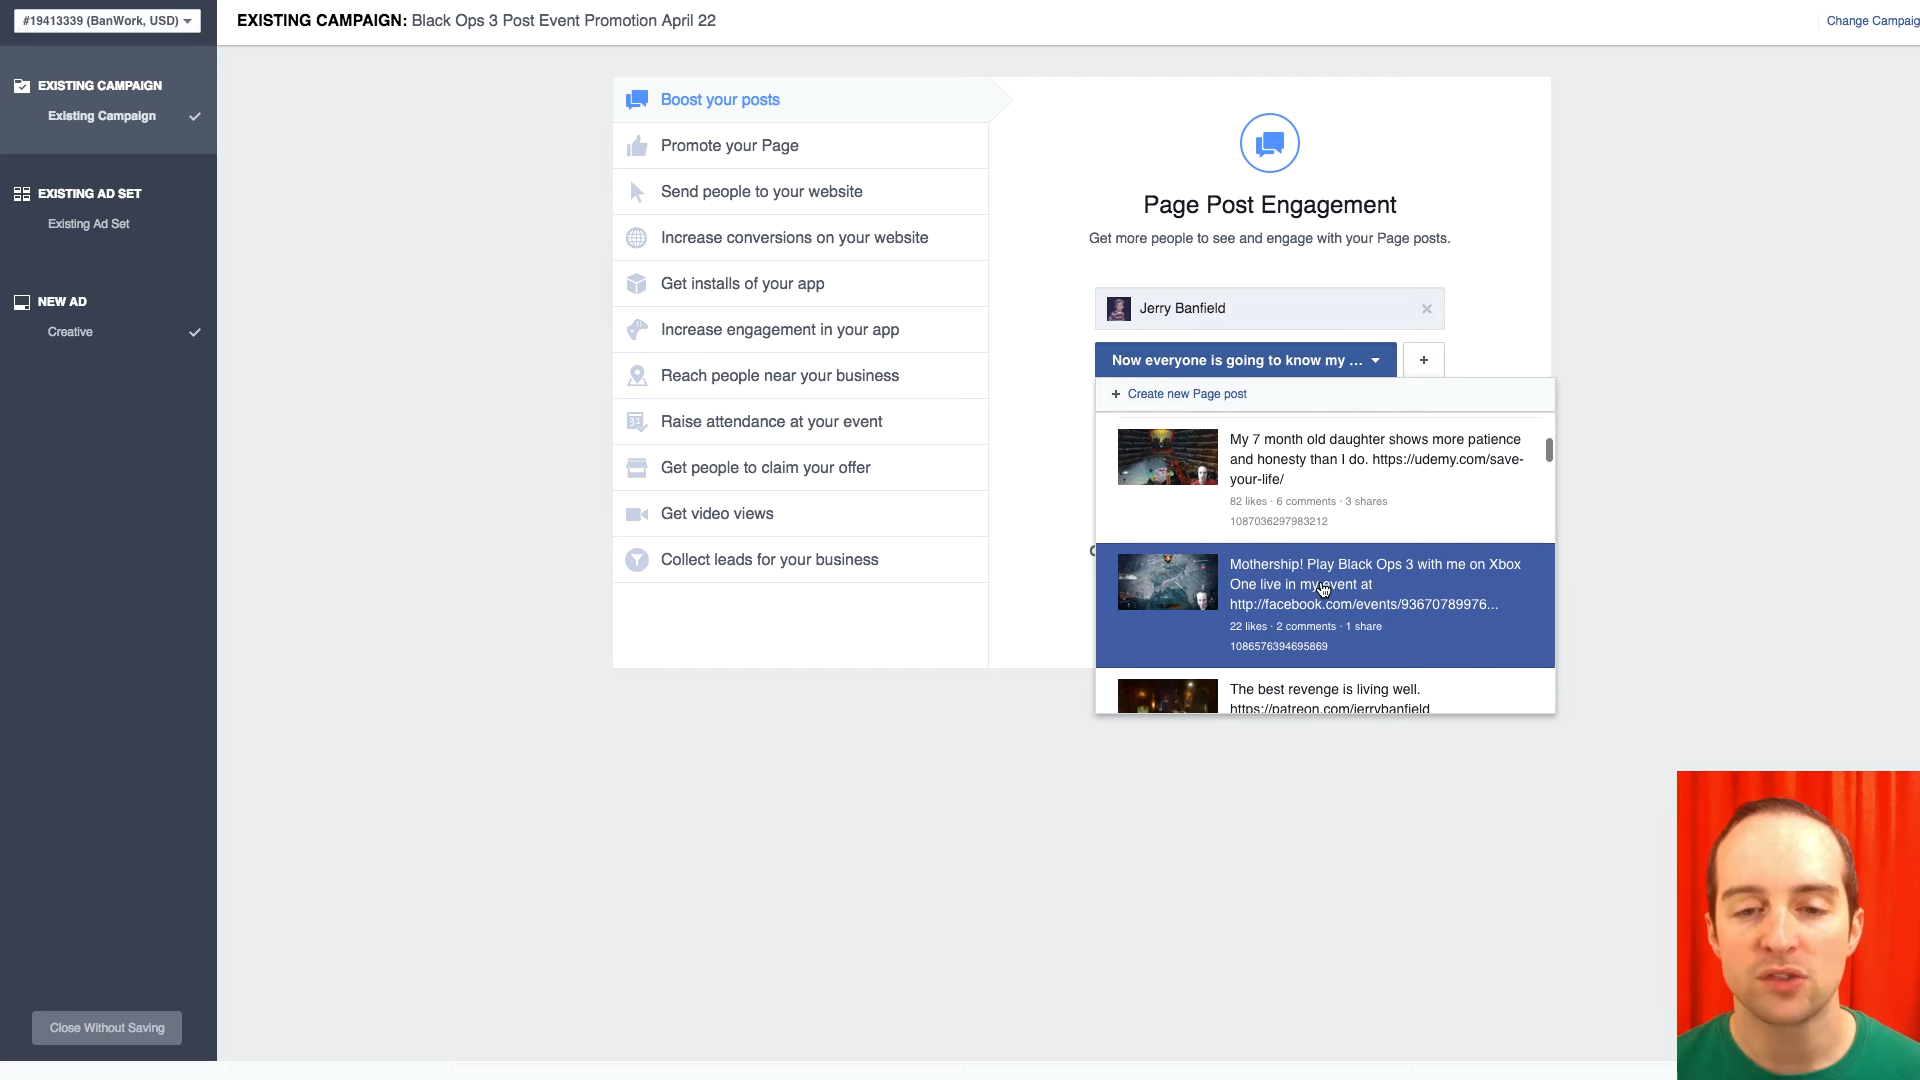 #19413339 (BanWork, USD)
EXISTING CAMPAIGN: Black Ops 3 Post Event Promotion April 22
Change Campaig
EXISTING CAMPAIGN
Existing Campaign
EXISTING AD SET
Existing Ad Set
NEW AD
Creative
Close Without Saving
Boost your posts
Promote your Page
Send people to your website
Increase conversions on your website
Get installs of your app
Increase engagement in your app
Reach people near your business
31
Raise attendance at your event
Get people to claim your offer
Get video views
Collect leads for your business
Page Post Engagement
Get more people to see and engage with your Page posts.
Jerry Banfield
Now everyone is going to know my ...
+
+ Create new Page post
My 7 month old daughter shows more patience
and honesty than I do. https://udemy.com/save-
your-life/
82 likes · 6 comments · 3 shares
1087036297983212
Mothership! Play Black Ops 3 with me on Xbox
One live in my event at
http://facebook.com/events/93670789976...
22 likes · 2 comments · 1 share
1086576394695869
The best revenge is living well.
https://patreon.com/jerrybanfield